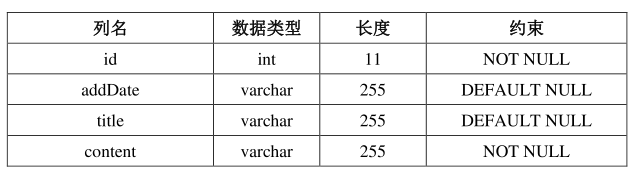 列名 数据类型 长度 约束
id int 11 NOT NULL
addDate varchar 255 DEFAULT NULL
title varchar 255 DEFAULT NULL
content varchar 255 NOT NULL